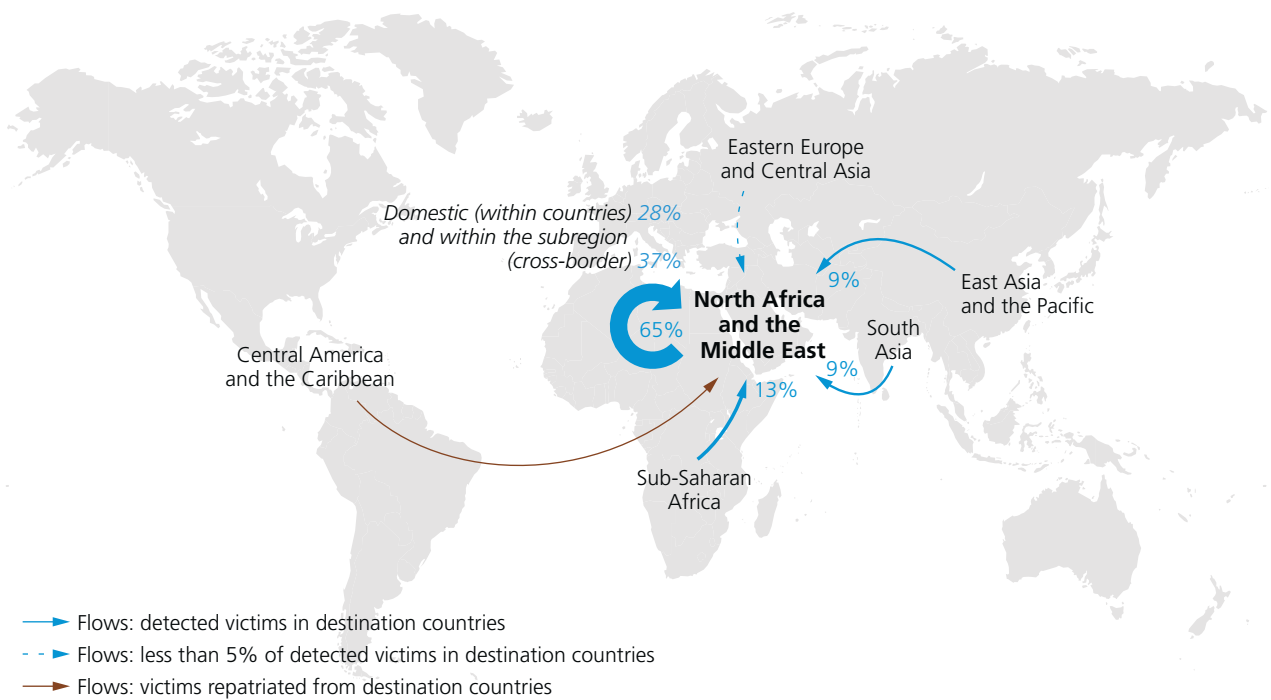 Eastern Europe
and Central Asia
Domestic (within countries) 28%
and within the subregion
(cross-border) 37%
9%
East Asia
and the Pacific
North Africa
and the
Middle East
65%
South
Asia
9%
13%
Central America
and the Caribbean
Sub-Saharan
Africa
Flows: detected victims in destination countries
Flows: less than 5% of detected victims in destination countries
Flows: victims repatriated from destination countries